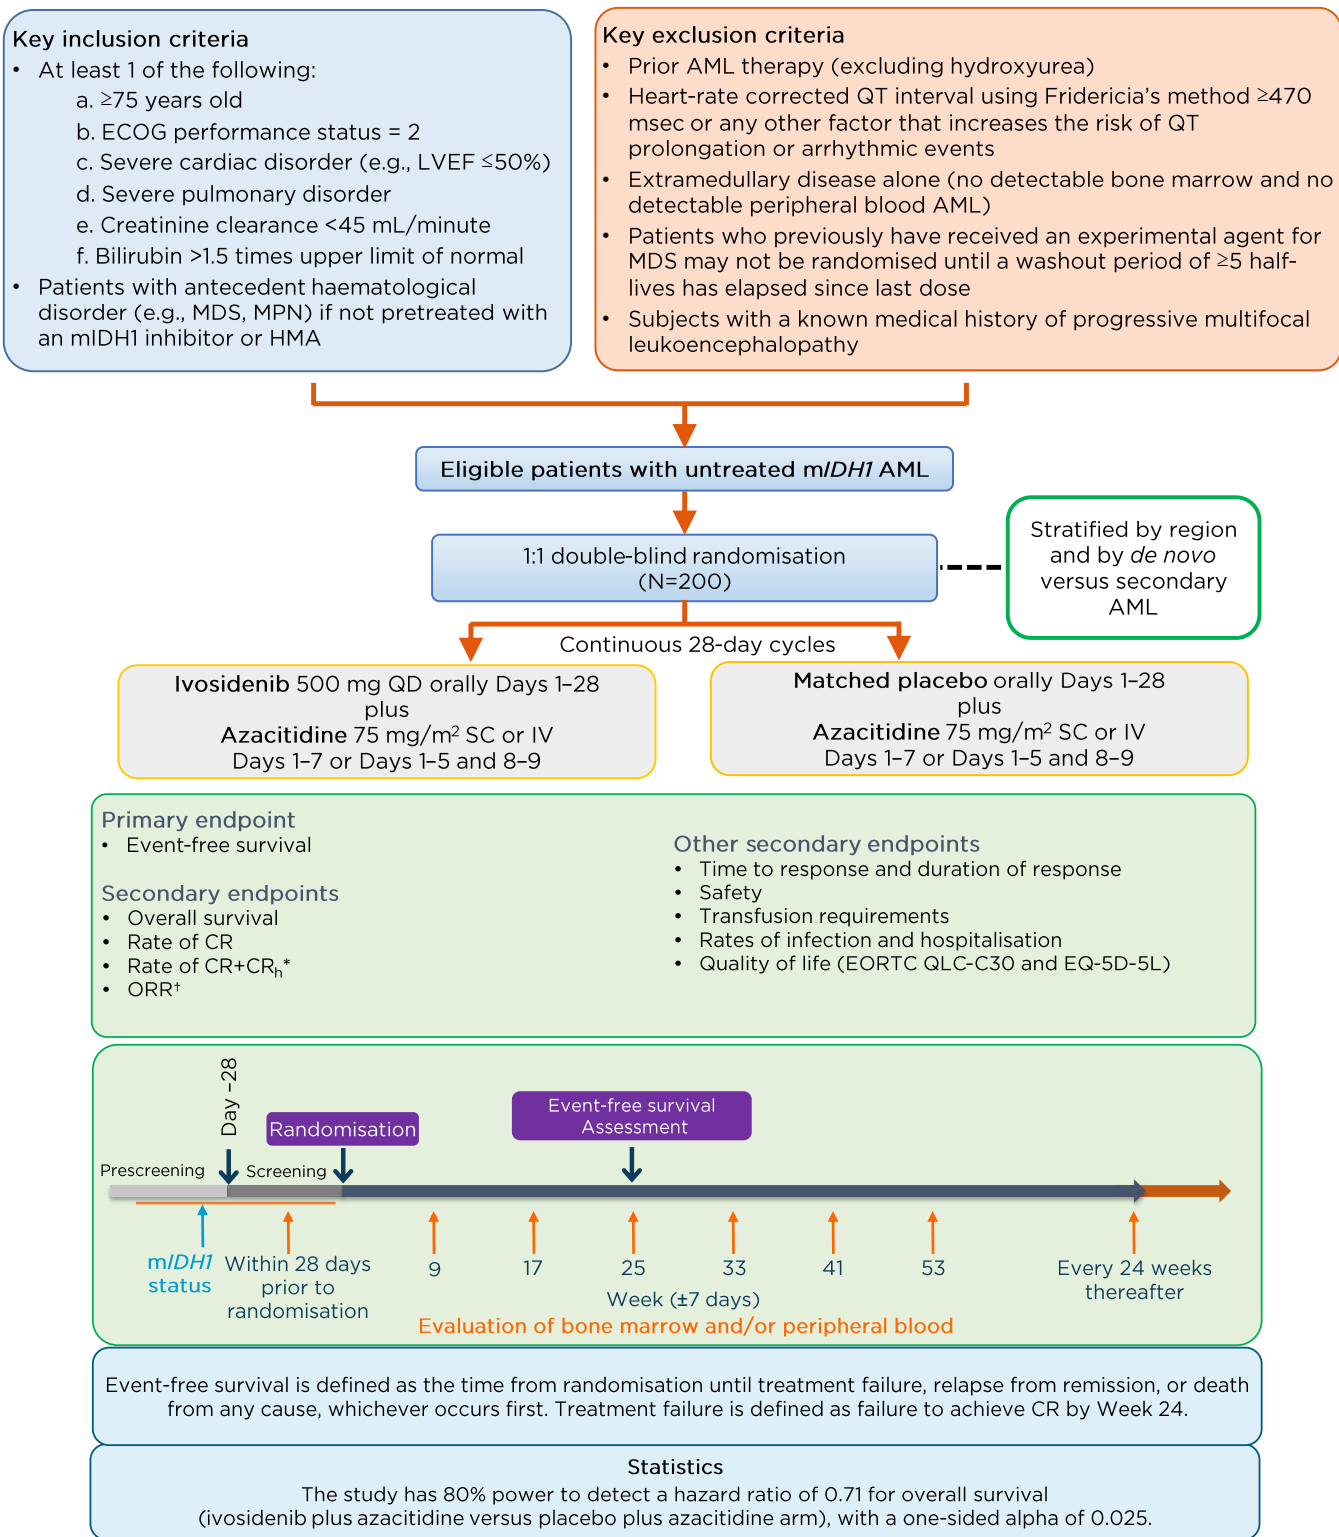 Key inclusion criteria
• At least 1 of the following:
a. ≥75 years old
b. ECOG performance status = 2
c. Severe cardiac disorder (e.g., LVEF ≤50%)
d. Severe pulmonary disorder
e. Creatinine clearance <45 mL/minute
f. Bilirubin >1.5 times upper limit of normal
• Patients with antecedent haematological
disorder (e.g., MDS, MPN) if not pretreated with
an mIDH1 inhibitor or HMA
Key exclusion criteria
• Prior AML therapy (excluding hydroxyurea)
• Heart-rate corrected QT interval using Fridericia's method ≥470
msec or any other factor that increases the risk of QT
prolongation or arrhythmic events
• Extramedullary disease alone (no detectable bone marrow and no
detectable peripheral blood AML)
• Patients who previously have received an experimental agent for
MDS may not be randomised until a washout period of ≥5 half-
lives has elapsed since last dose
• Subjects with a known medical history of progressive multifocal
leukoencephalopathy
Eligible patients with untreated mIDH1 AML
1:1 double-blind randomisation
(N=200)
Stratified by region
and by de novo
versus secondary
AML
Continuous 28-day cycles
Ivosidenib 500 mg QD orally Days 1–28
plus
Azacitidine 75 mg/m² SC or IV
Days 1–7 or Days 1–5 and 8–9
Matched placebo orally Days 1–28
plus
Azacitidine 75 mg/m² SC or IV
Days 1–7 or Days 1–5 and 8–9
Primary endpoint
• Event-free survival
Secondary endpoints
• Overall survival
• Rate of CR
• Rate of CR+CRh*
• ORR†
Other secondary endpoints
• Time to response and duration of response
• Safety
• Transfusion requirements
• Rates of infection and hospitalisation
• Quality of life (EORTC QLC-C30 and EQ-5D-5L)
Day –28
Randomisation
Event-free survival
Assessment
Prescreening
Screening
mIDH1
status
Within 28 days
prior to
randomisation
9
17
25
33
41
53
Every 24 weeks
thereafter
Week (±7 days)
Evaluation of bone marrow and/or peripheral blood
Event-free survival is defined as the time from randomisation until treatment failure, relapse from remission, or death
from any cause, whichever occurs first. Treatment failure is defined as failure to achieve CR by Week 24.
Statistics
The study has 80% power to detect a hazard ratio of 0.71 for overall survival
(ivosidenib plus azacitidine versus placebo plus azacitidine arm), with a one-sided alpha of 0.025.